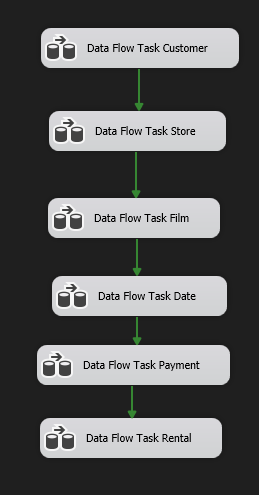 Data Flow Task Customer
Data Flow Task Store
Data Flow Task Film
Data Flow Task Date
Data Flow Task Payment
Data Flow Task Rental